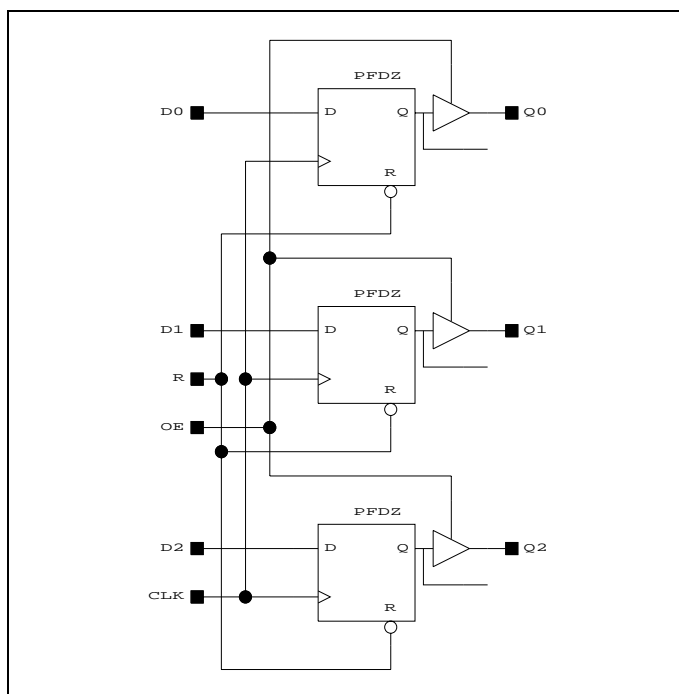 PFDZ
D0 D Q Q0
R
PFDZ
D1 D Q Q1
R R
OE
PFDZ
D2 D Q Q2
CLK R